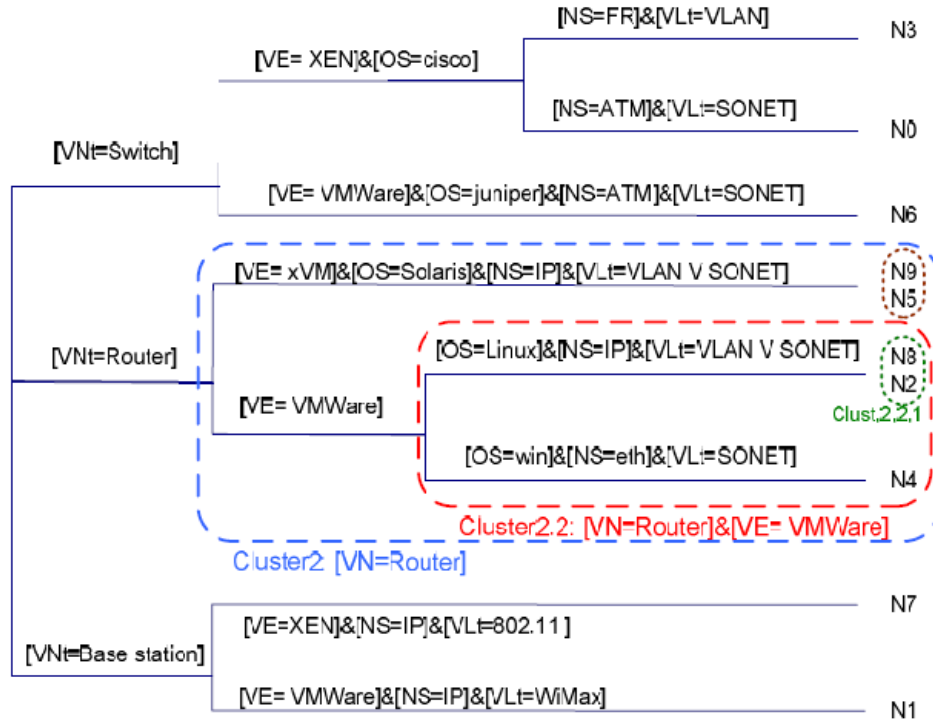 [NS=FR]&[VLt=VLAN]
N3
[VE= XEN]&[OS=cisco]
[NS=ATM]&[VLt=SONET]
N0
[VNt=Switch]
[VE= VMWare]&[OS=juniper]&[NS=ATM]&[VLt=SONET]
N6
[VE= xVM]&[OS=Solaris]&[NS=IP]&[VLt=VLAN V SONET]
N9
N5
[VNt=Router]
[OS=Linux]&[NS=IP]&[VLt=VLAN V SONET]
N8
N2
[VE= VMWare]
Clust,2,2,1
[OS=win]&[NS=eth]&[VLt=SONET]
N4
Cluster2.2: [VN=Router]&[VE= VMWare]
Cluster2: [VN=Router]
N7
[VE=XEN]&[NS=IP]&[VLt=802.11]
[VNt=Base station]
[VE= VMWare]&[NS=IP]&[VLt=WiMax]
N1